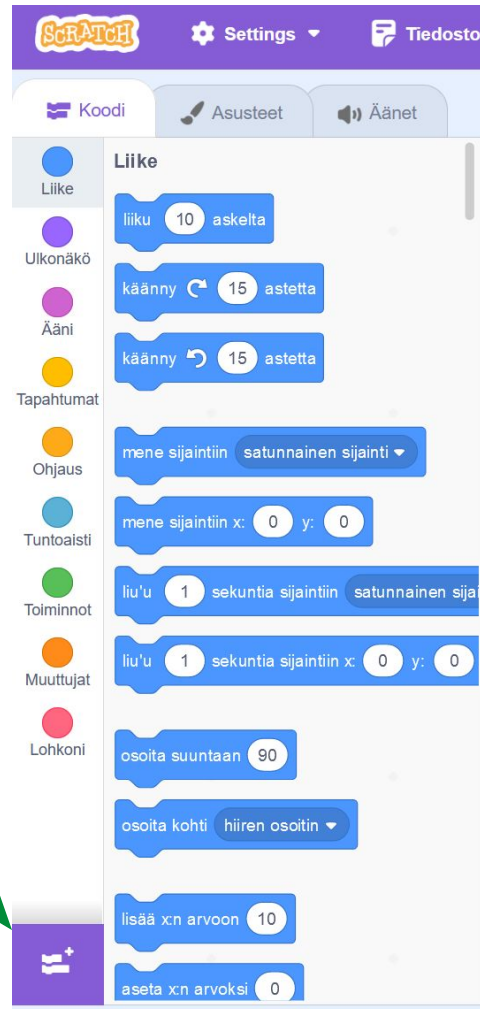 SCRATCH Settings Tiedosto
Koodi Asusteet Äänet
Liike
Ulkonäkö
Ääni
Tapahtumat
Ohjaus
Tuntoaisti
Toiminnot
Muuttujat
Lohkoni
Liike
liiku 10 askelta
käänny 15 astetta
käänny 15 astetta
mene sijaintiin satunnainen sijainti
mene sijaintiin x: 0 y: 0
liu'u 1 sekuntia sijaintiin satunnainen sijai
liu'u 1 sekuntia sijaintiin x: 0 y: 0
osoita suuntaan 90
osoita kohti hiiren osoitin
lisää x:n arvoon 10
aseta x:n arvoksi 0